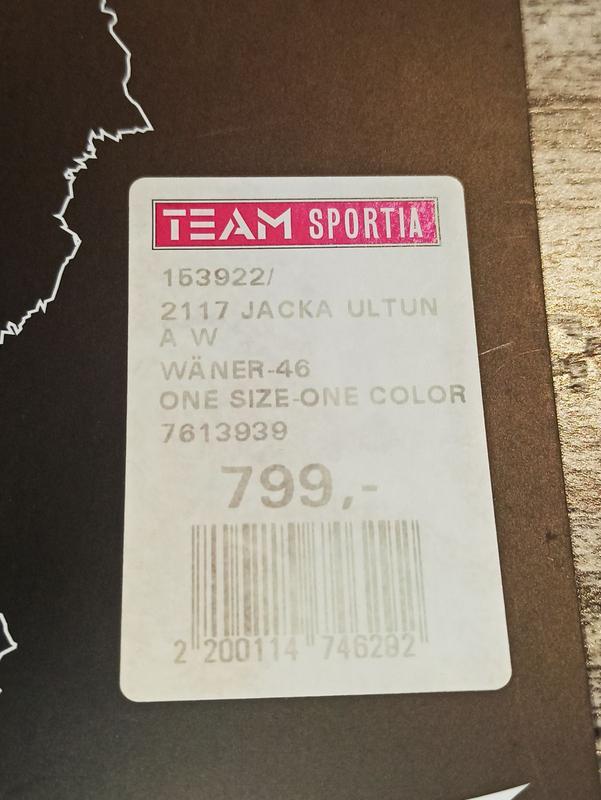 TEAM SPORTIA
153922/
2117 JACKA ULTUN
A W
WÄNER-46
ONE SIZE-ONE COLOR
7613939
799,-
2 200114 746282